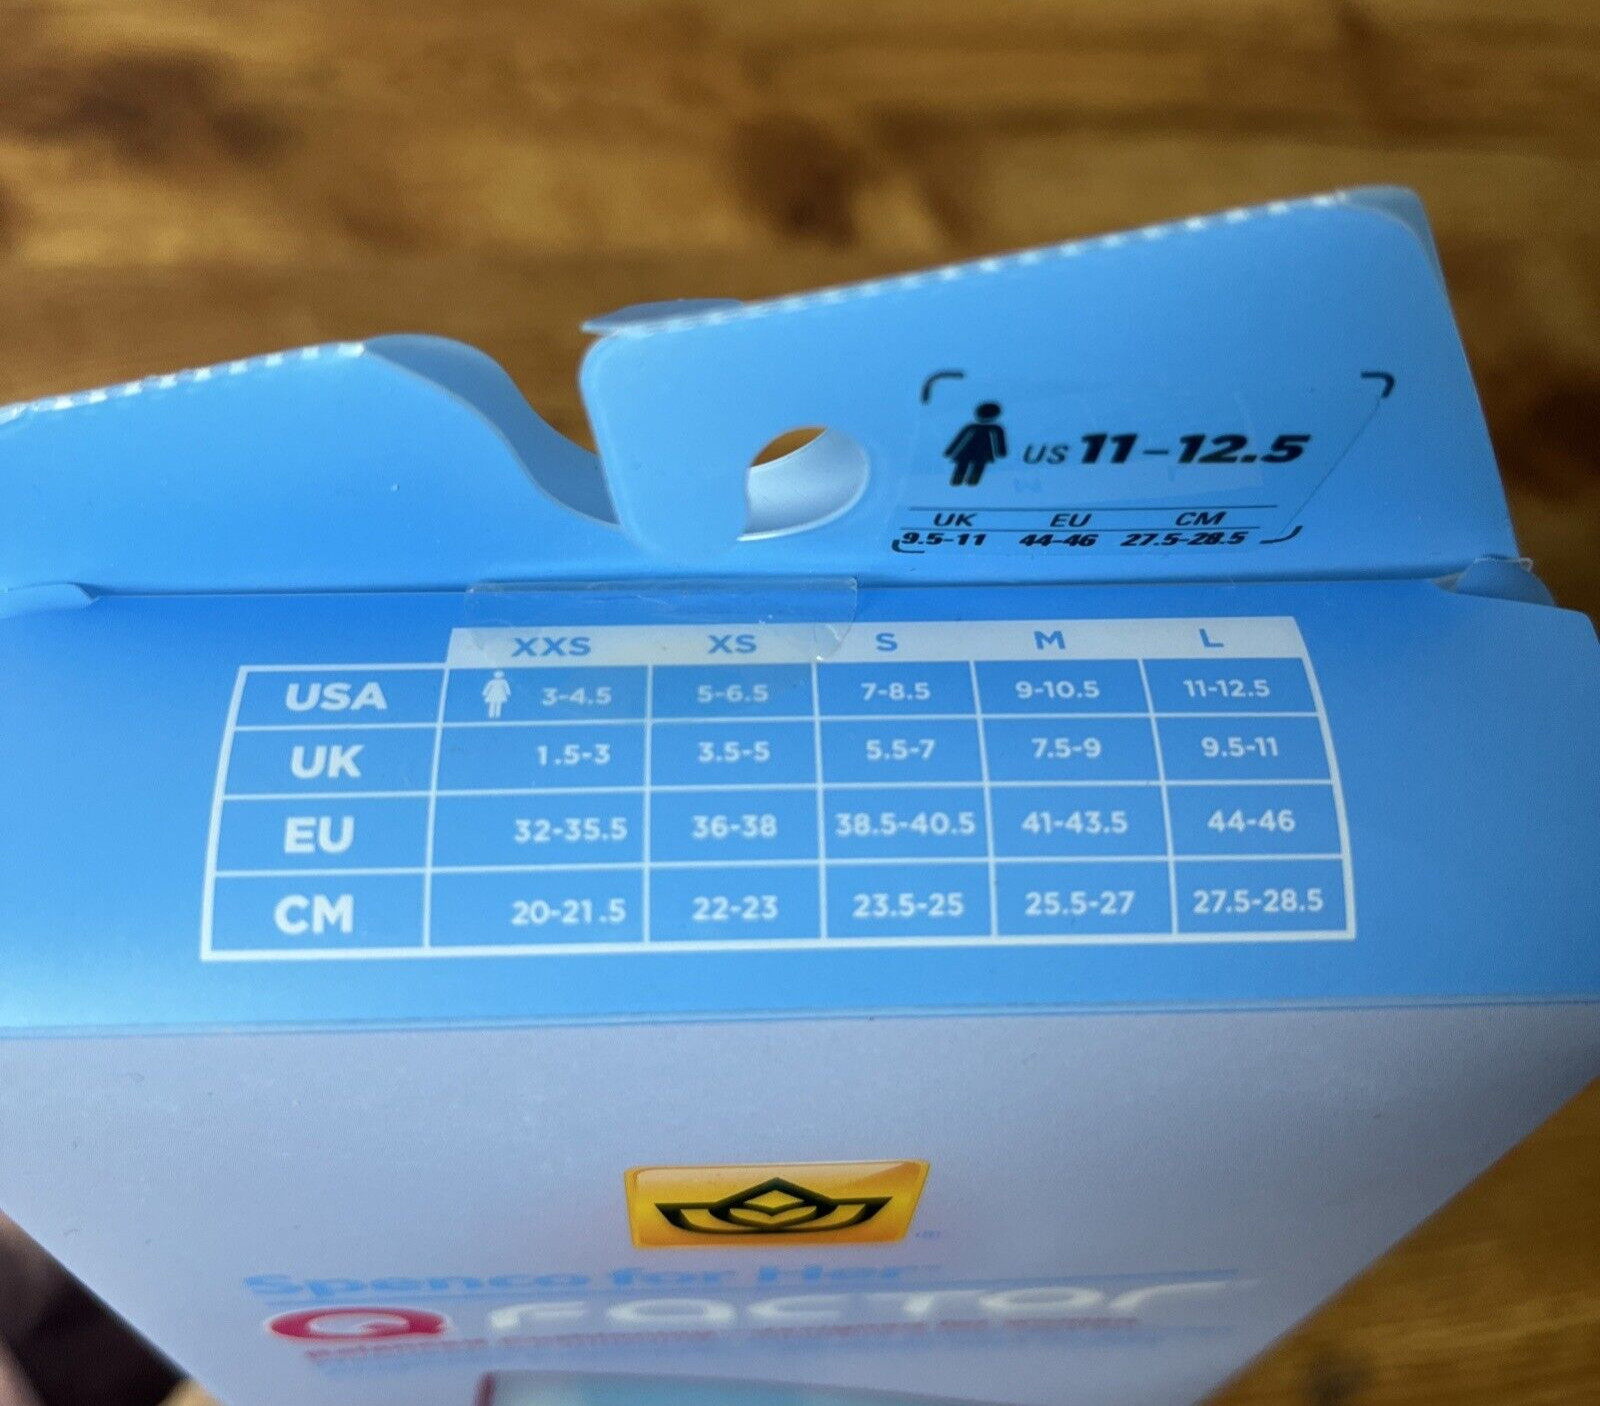 US 11-12.5
UK EU CM
9.5-11 44-46 27.5-28.5
XXS XS S M L
USA 3-4.5 5-6.5 7-8.5 9-10.5 11-12.5
UK 1.5-3 3.5-5 5.5-7 7.5-9 9.5-11
EU 32-35.5 36-38 38.5-40.5 41-43.5 44-46
CM 20-21.5 22-23 23.5-25 25.5-27 27.5-28.5
Spenco for Her
Q FACTOR